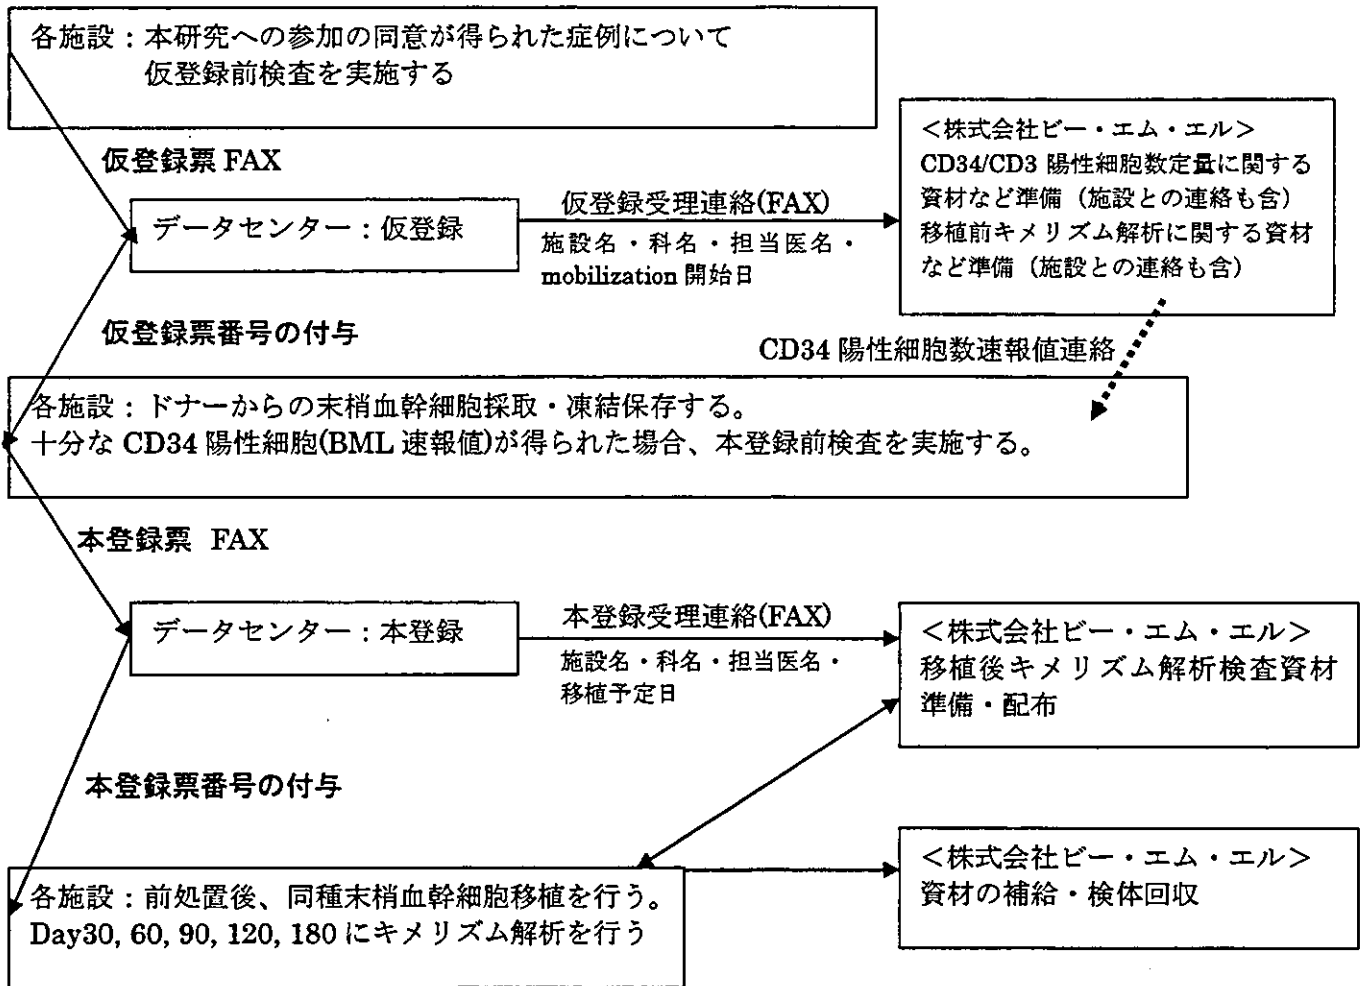 各施設：本研究への参加の同意が得られた症例について
仮登録前検査を実施する
仮登録票 FAX
データセンター：仮登録
仮登録受理連絡(FAX)
施設名・科名・担当医名・
mobilization 開始日
＜株式会社ビー・エム・エル＞
CD34/CD3 陽性細胞数定量に関する
資材など準備（施設との連絡も含）
移植前キメリズム解析に関する資材
など準備（施設との連絡も含）
仮登録票番号の付与
CD34 陽性細胞数速報値連絡
各施設：ドナーからの末梢血幹細胞採取・凍結保存する。
十分な CD34 陽性細胞(BML 速報値)が得られた場合、本登録前検査を実施する。
本登録票 FAX
データセンター：本登録
本登録受理連絡(FAX)
施設名・科名・担当医名・
移植予定日
＜株式会社ビー・エム・エル＞
移植後キメリズム解析検査資材
準備・配布
本登録票番号の付与
各施設：前処置後、同種末梢血幹細胞移植を行う。
Day30, 60, 90, 120, 180 にキメリズム解析を行う
＜株式会社ビー・エム・エル＞
資材の補給・検体回収